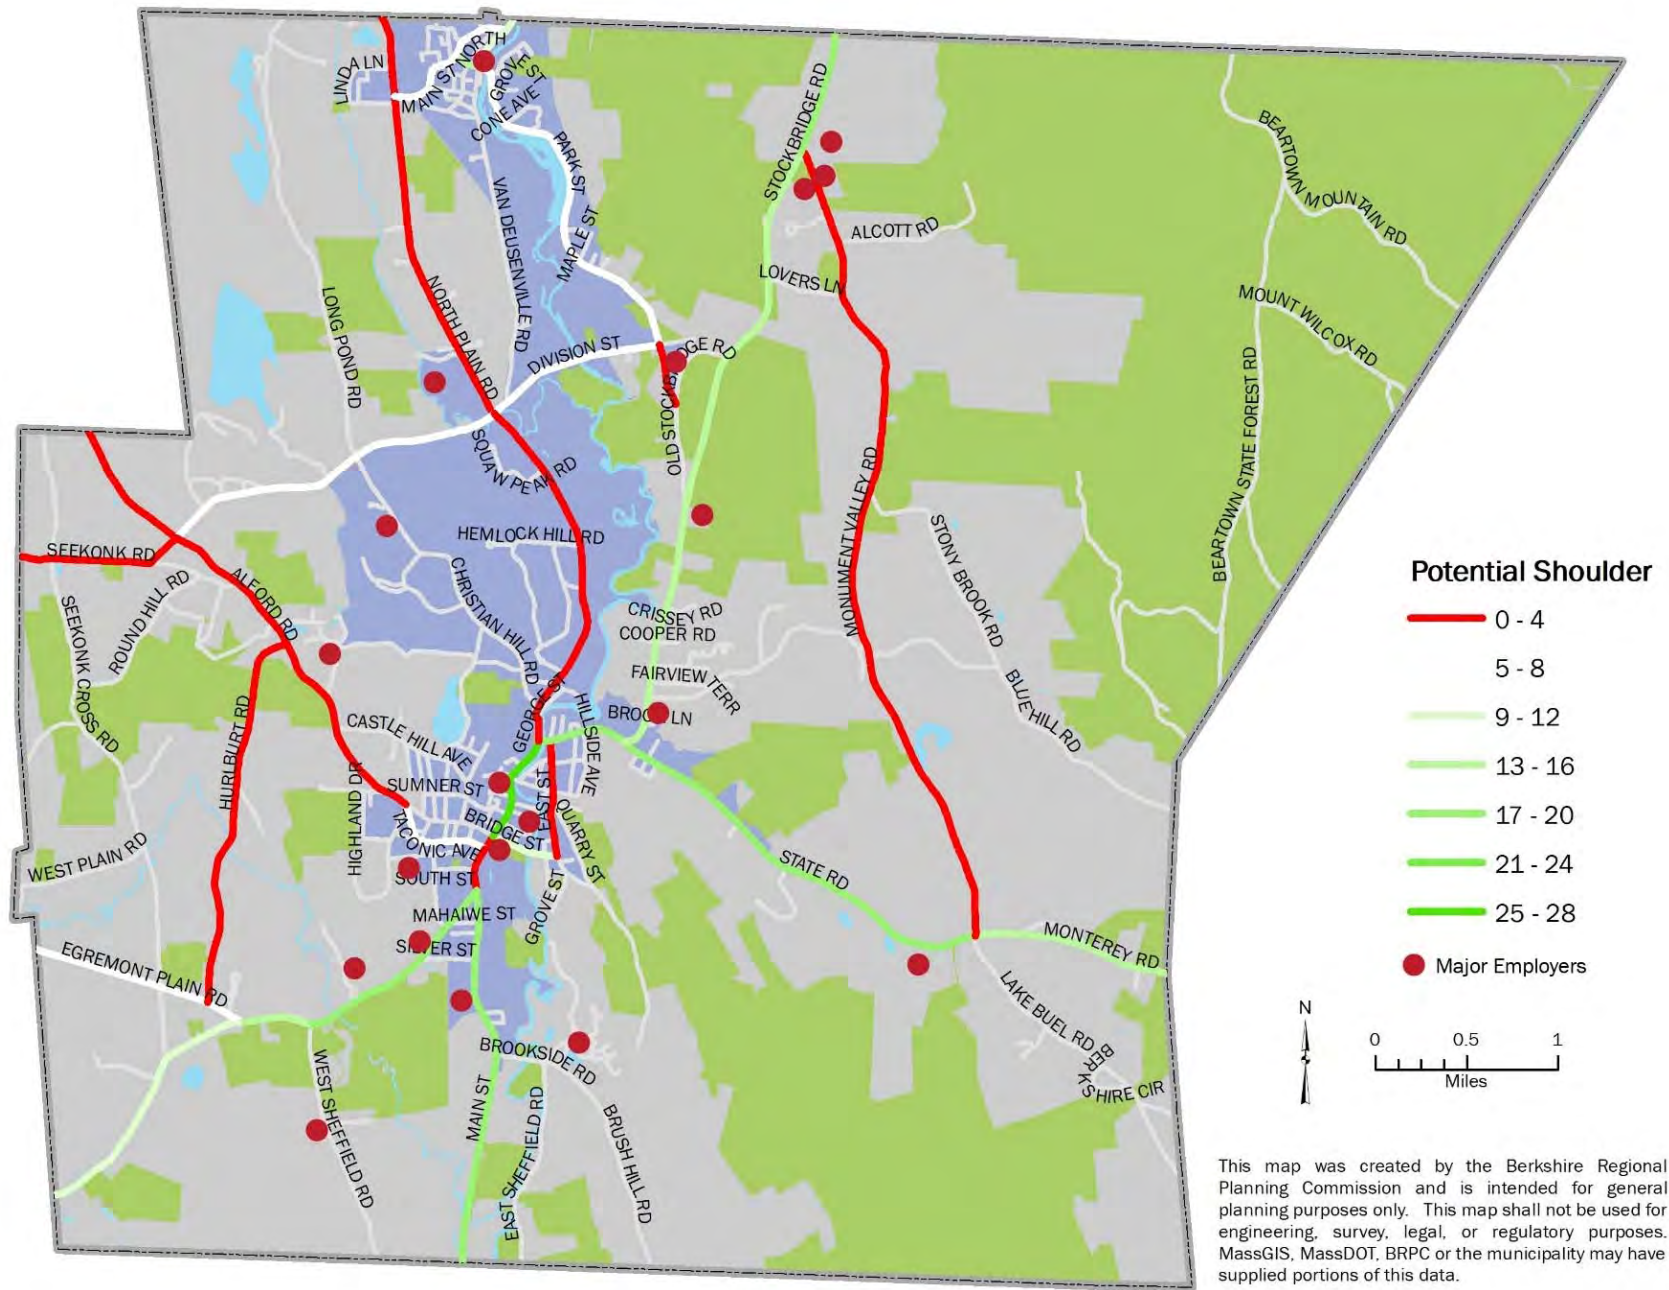 NORTH
LINDA LN
MAIN ST
GROVE ST
CONE AVE
PARK ST
STOCKBRIDGE RD
BEARTOWN MOUNTAIN RD
VAN DEUSENVILLE RD
MAPLE ST
ALCOTT RD
LOVERS LN
LONG POND RD
NORTH PLAIN RD
MOUNT WILCOX RD
DIVISION ST
OLD STOCKBRIDGE RD
BEARTOWN STATE FOREST RD
SQUAW PEAK RD
MONUMENT VALLEY RD
HEMLOCK HILL RD
STONY BROOK RD
SEEKONK RD
ALFORD RD
ROUND HILL RD
CHRISTIAN HILL RD
CRISSEY RD
COOPER RD
SEEKONK CROSS RD
FAIRVIEW TERR
BLUE HILL RD
GEORGE ST
HILLSIDE AVE
BROOK LN
HURLBURT RD
CASTLE HILL AVE
HIGHLAND DR
SUMNER ST
EAST ST
BRIDGE ST
QUARRY ST
TACONIC AVE
WEST PLAIN RD
SOUTH ST
STATE RD
MAHAIWE ST
GROVE ST
SILVER ST
MONTEREY RD
EGREMONT PLAIN RD
LAKE BUEL RD
BERKSHIRE CIR
BROOKSIDE RD
WEST SHEFFIELD RD
MAIN ST
EAST SHEFFIELD RD
BRUSH HILL RD
Potential Shoulder
0 - 4
5 - 8
9 - 12
13 - 16
17 - 20
21 - 24
25 - 28
Major Employers
N
0 0.5 1
Miles
This map was created by the Berkshire Regional
Planning Commission and is intended for general
planning purposes only. This map shall not be used for
engineering, survey, legal, or regulatory purposes.
MassGIS, MassDOT, BRPC or the municipality may have
supplied portions of this data.